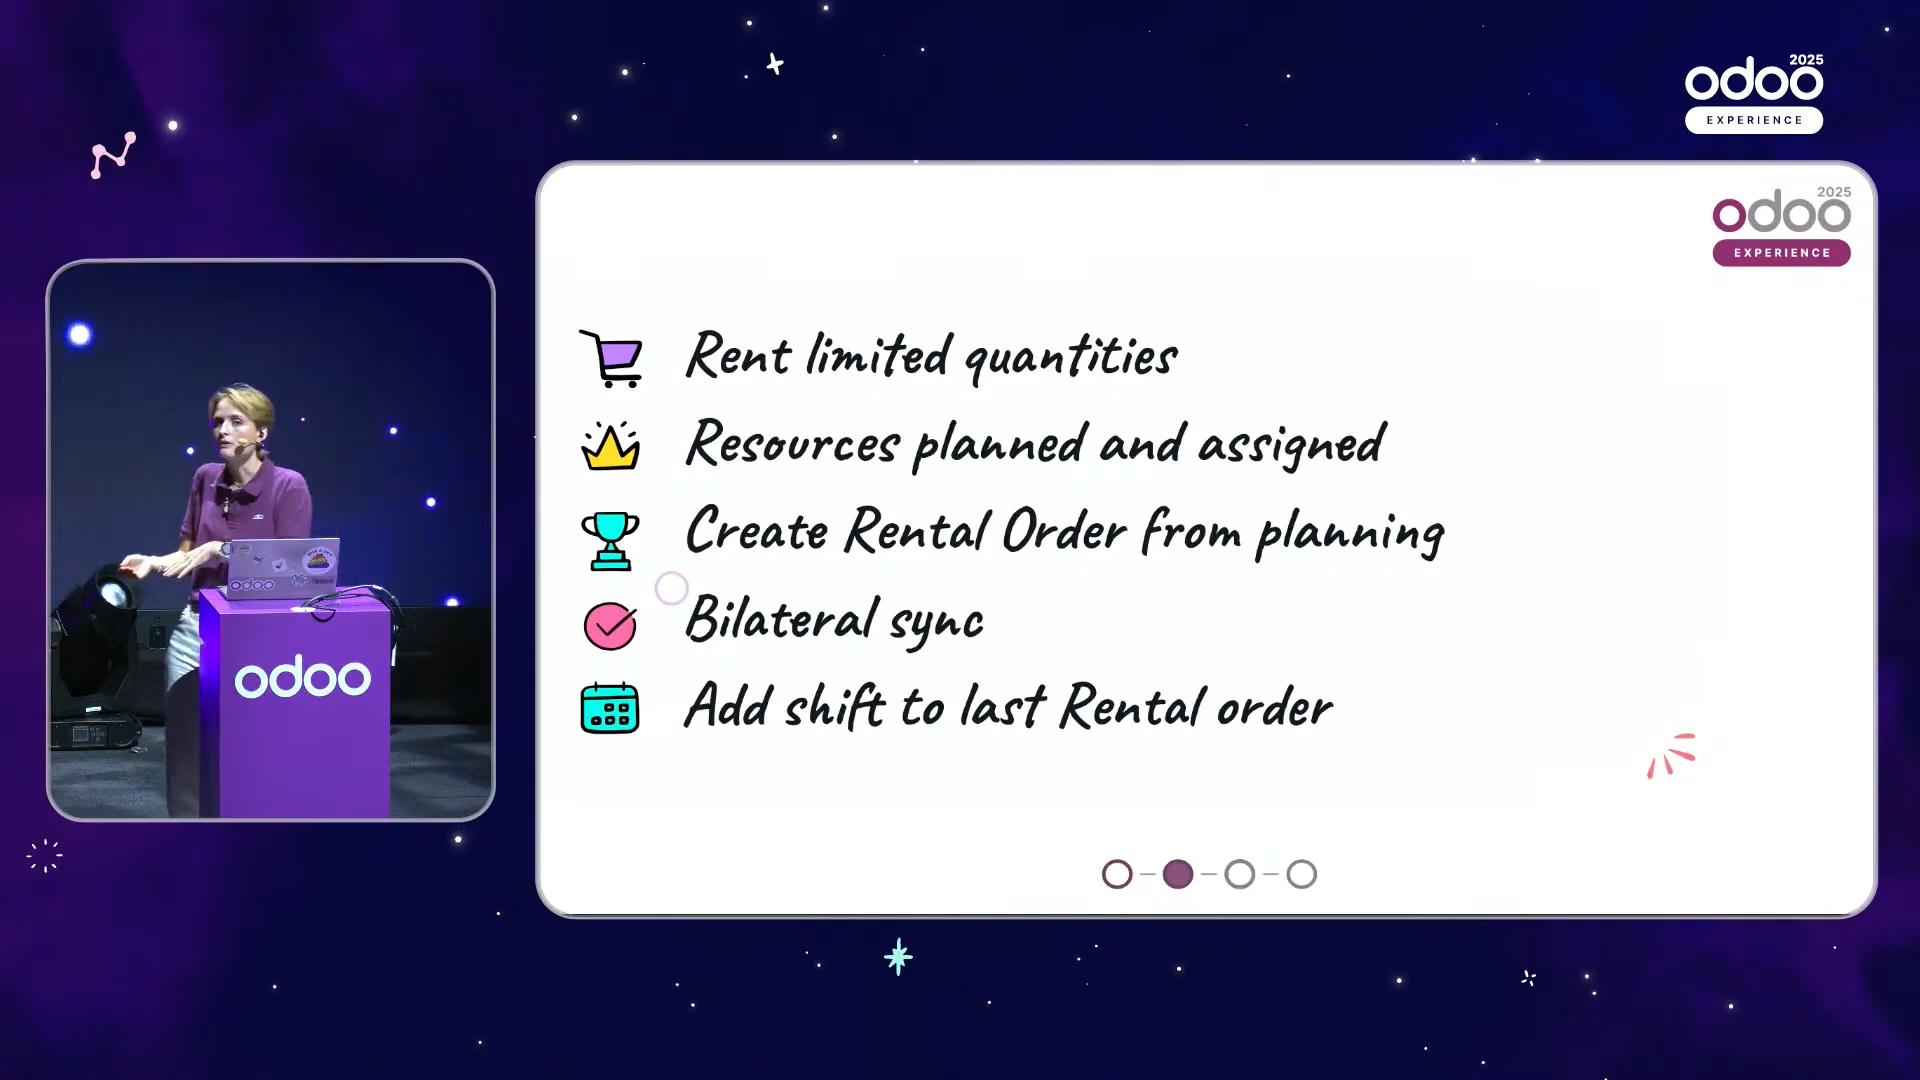 2025
odoo
EXPERIENCE
2025
odoo
EXPERIENCE
Rent limited quantities
Resources planned and assigned
Create Rental Order from planning
Bilateral sync
Add shift to last Rental order
odoo
odoo